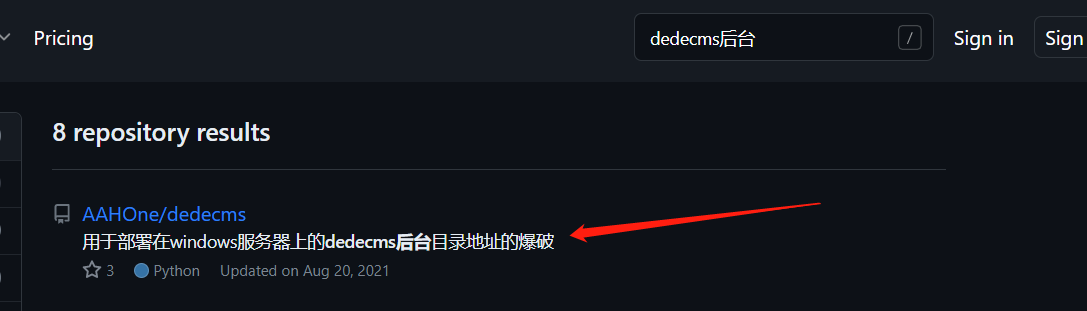 Pricing
dedecms后台
/
Sign in
Sign
8 repository results
AAHOne/dedecms
用于部署在windows服务器上的dedecms后台目录地址的爆破
3
Python
Updated on Aug 20, 2021